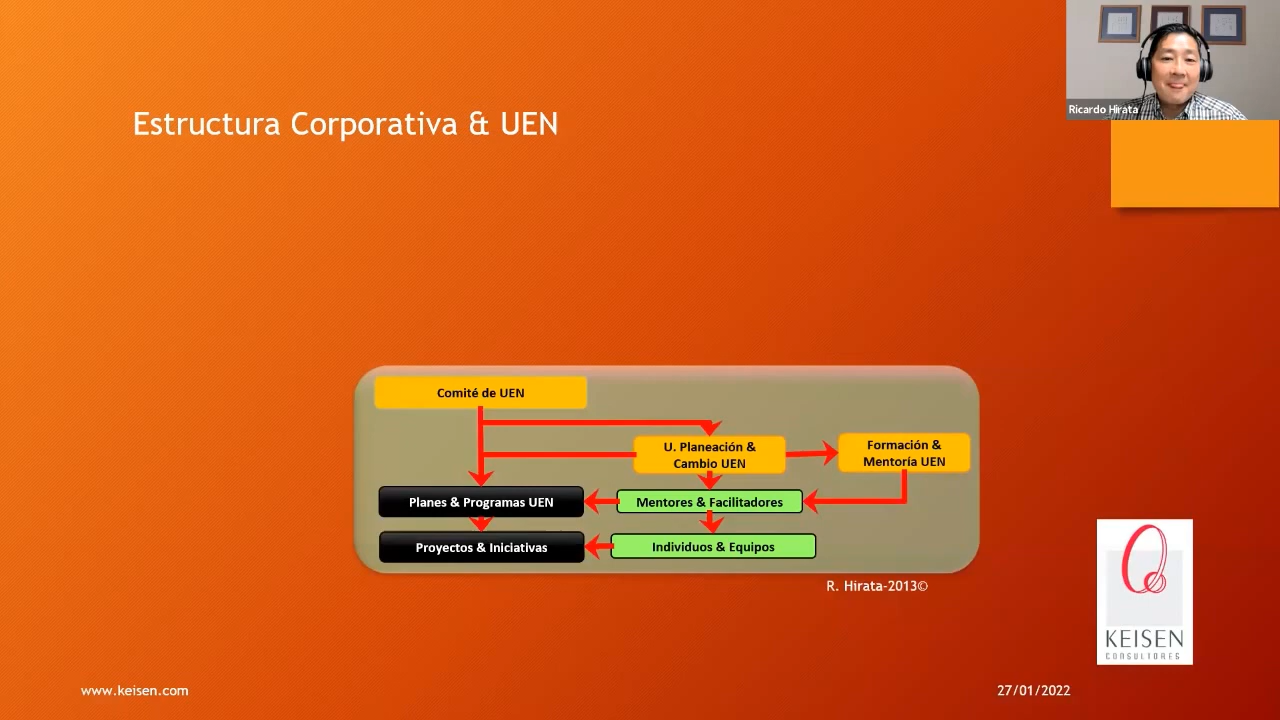 Ricardo Hirata
Estructura Corporativa & UEN
Comité de UEN
U. Planeación &
Cambio UEN
Formación &
Mentoría UEN
Planes & Programas UEN
Mentores & Facilitadores
Proyectos & Iniciativas
Individuos & Equipos
R. Hirata-2013©
KEISEN
CONSULTORES
www.keisen.com
27/01/2022